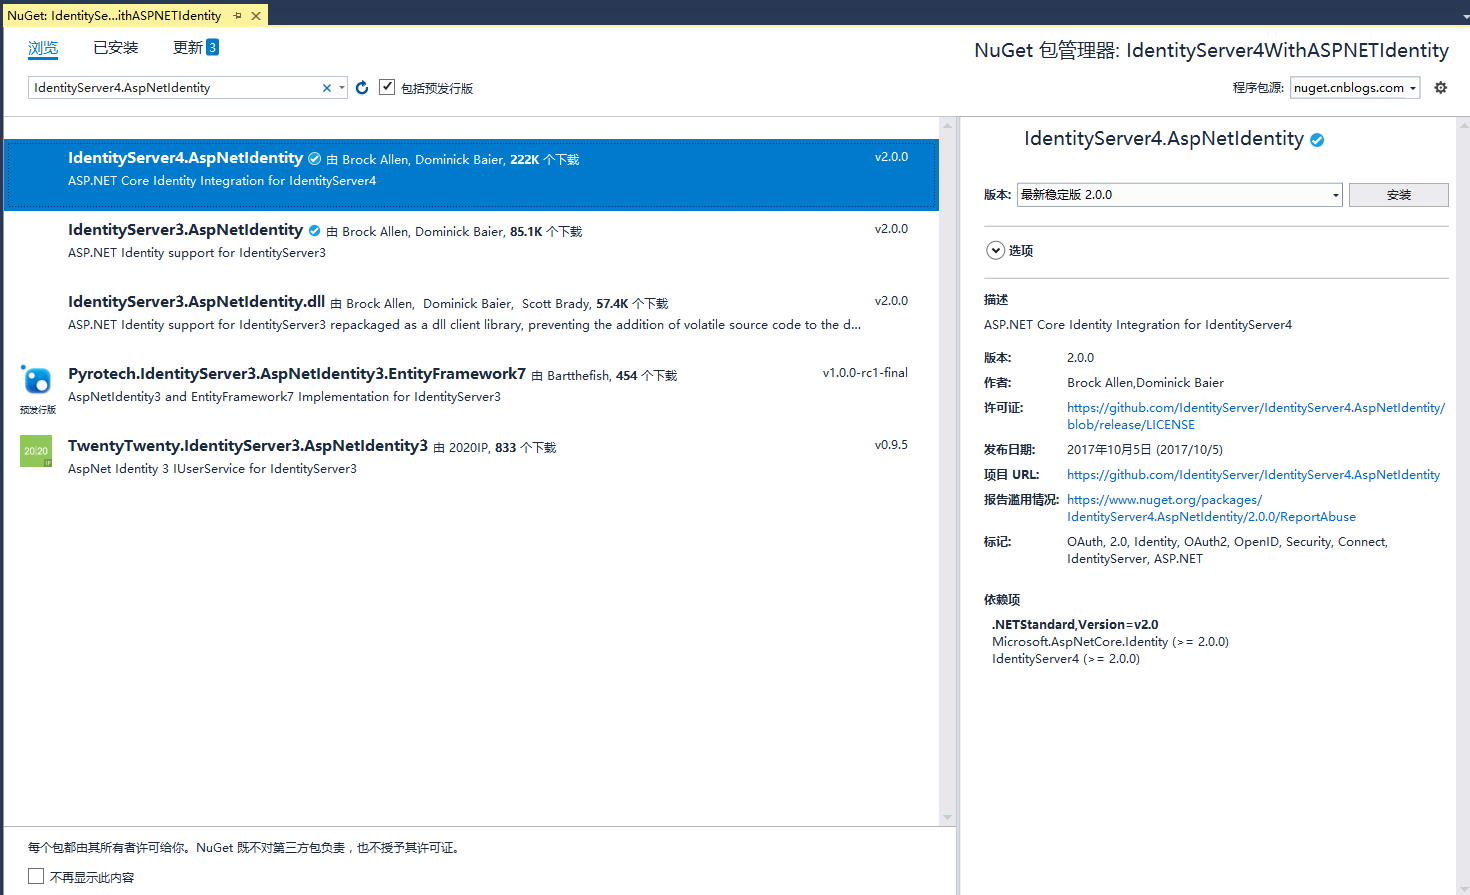 NuGet: IdentitySe...ithASPNETIdentity
浏览 已安装 更新 3
NuGet 包管理器: IdentityServer4WithASPNETIdentity
IdentityServer4.AspNetIdentity
包括预发行版
程序包源: nuget.cnblogs.com
IdentityServer4.AspNetIdentity 由 Brock Allen, Dominick Baier, 222K 个下载 v2.0.0
ASP.NET Core Identity Integration for IdentityServer4
IdentityServer3.AspNetIdentity 由 Brock Allen, Dominick Baier, 85.1K 个下载 v2.0.0
ASP.NET Identity support for IdentityServer3
IdentityServer3.AspNetIdentity.dll 由 Brock Allen, Dominick Baier, Scott Brady, 57.4K 个下载 v2.0.0
ASP.NET Identity support for IdentityServer3 repackaged as a dll client library, preventing the addition of volatile source code to the d...
Pyrotech.IdentityServer3.AspNetIdentity3.EntityFramework7 由 Bartthefish, 454 个下载 v1.0.0-rc1-final
AspNetIdentity3 and EntityFramework7 Implementation for IdentityServer3
预发行版
TwentyTwenty.IdentityServer3.AspNetIdentity3 由 2020IP, 833 个下载 v0.9.5
20|20
IP
AspNet Identity 3 IUserService for IdentityServer3
每个包都由其所有者许可给你。NuGet 既不对第三方包负责，也不授予其许可证。
不再显示此内容
IdentityServer4.AspNetIdentity
版本: 最新稳定版 2.0.0 安装
选项
描述
ASP.NET Core Identity Integration for IdentityServer4
版本: 2.0.0
作者: Brock Allen,Dominick Baier
许可证: https://github.com/IdentityServer/IdentityServer4.AspNetIdentity/
blob/release/LICENSE
发布日期: 2017年10月5日 (2017/10/5)
项目 URL: https://github.com/IdentityServer/IdentityServer4.AspNetIdentity
报告滥用情况: https://www.nuget.org/packages/
IdentityServer4.AspNetIdentity/2.0.0/ReportAbuse
标记: OAuth, 2.0, Identity, OAuth2, OpenID, Security, Connect,
IdentityServer, ASP.NET
依赖项
.NETStandard,Version=v2.0
Microsoft.AspNetCore.Identity (>= 2.0.0)
IdentityServer4 (>= 2.0.0)